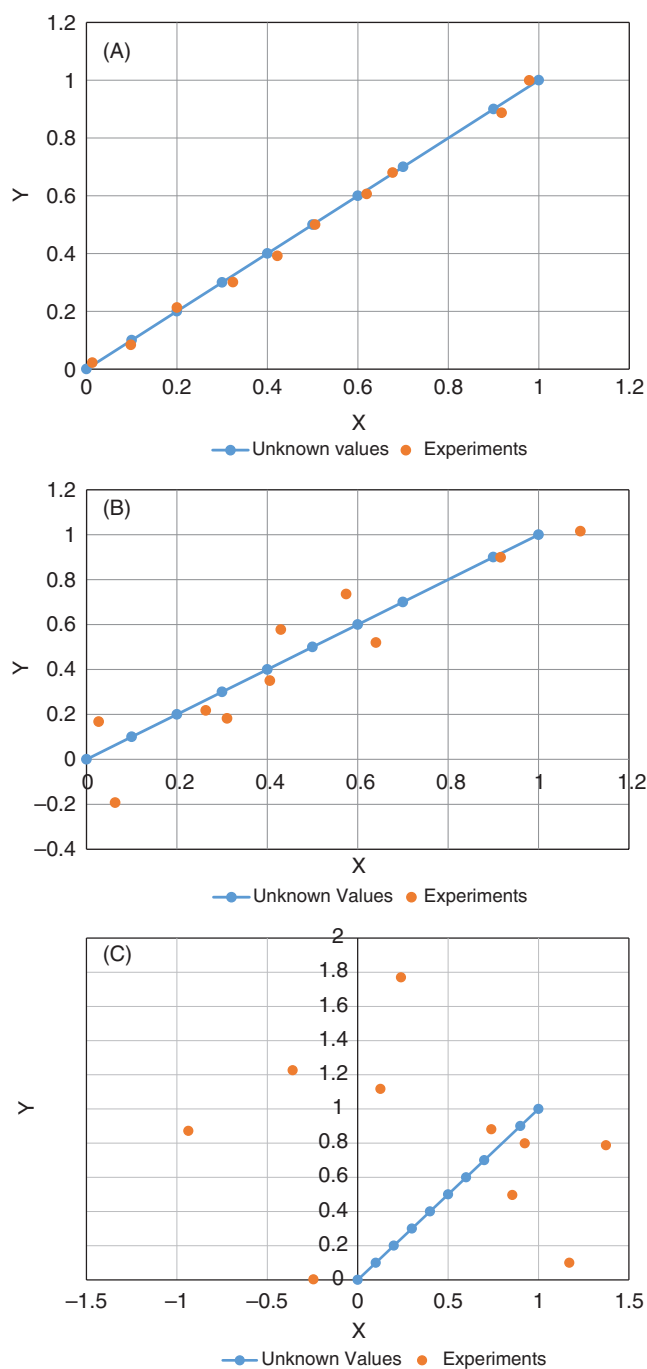 (A)
1.2
1
0.8
0.6
0.4
0.2
0
Y
0 0.2 0.4 0.6 0.8 1 1.2
X
Unknown values Experiments
(B)
1.2
1
0.8
0.6
0.4
0.2
0
–0.2
–0.4
Y
0 0.2 0.4 0.6 0.8 1 1.2
X
Unknown Values Experiments
(C)
2
1.8
1.6
1.4
1.2
1
0.8
0.6
0.4
0.2
0
Y
–1.5 –1 –0.5 0 0.5 1 1.5
X
Unknown Values Experiments